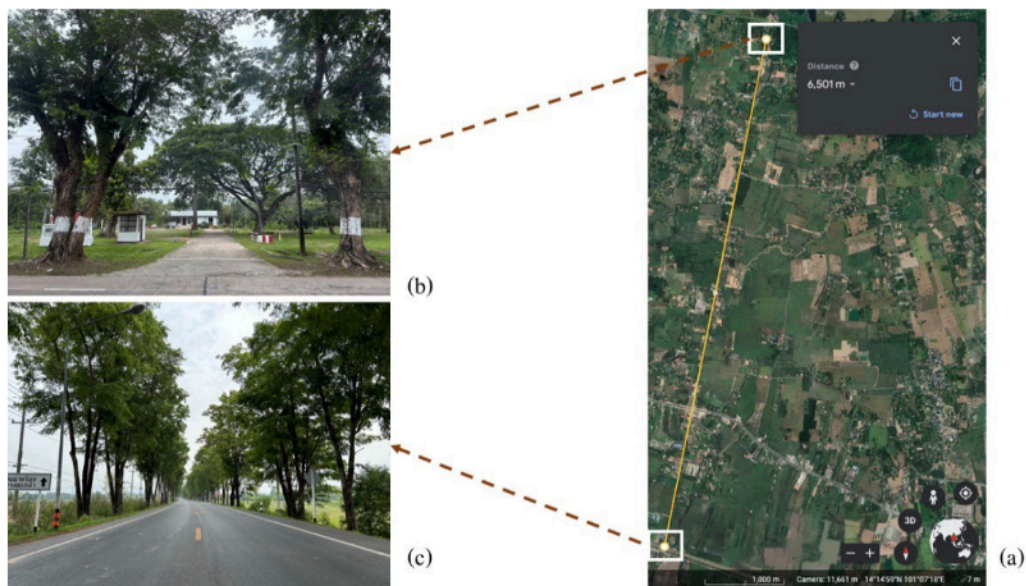 Distance
6,501 m
Start new
(b)
3D
(c)
1,000 m
Camera: 11,661 m 14°14'59"N 101°07'18"E
7 m
(a)